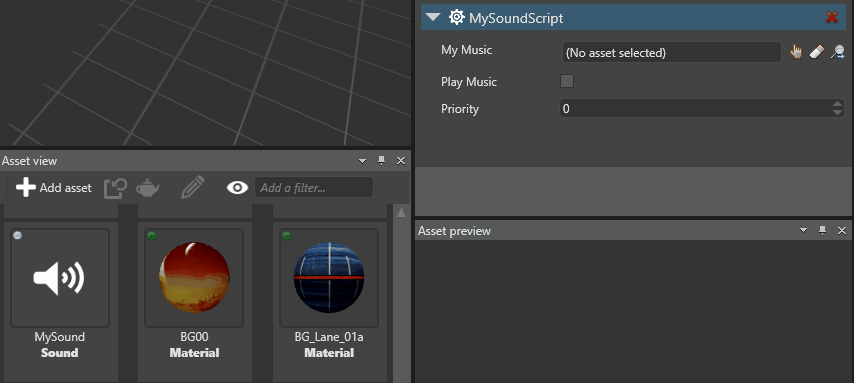 MySoundScript
My Music (No asset selected)
Play Music
Priority 0
Asset view
Add asset Add a filter...
MySound BG00 BG_Lane_01a
Sound Material Material
Asset preview